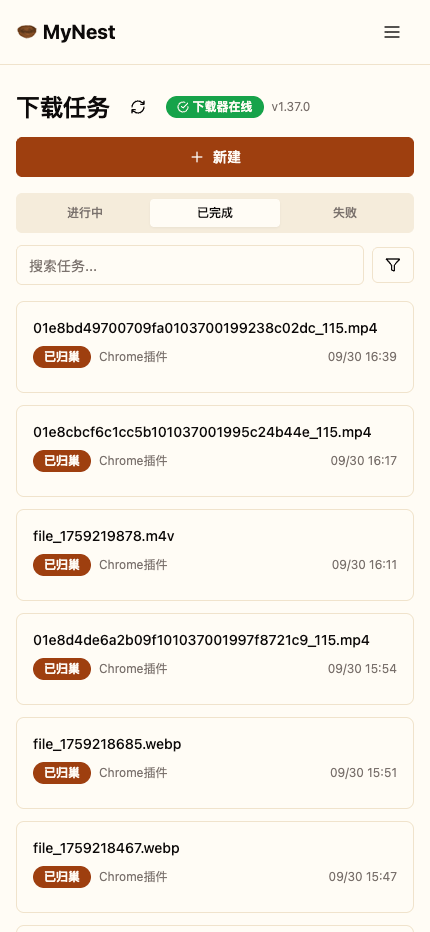 MyNest
下载任务 下载器在线 v1.37.0
新建
进行中 已完成 失败
搜索任务...
01e8bd49700709fa0103700199238c02dc_115.mp4
已归巢 Chrome插件 09/30 16:39
01e8cbcf6c1cc5b101037001995c24b44e_115.mp4
已归巢 Chrome插件 09/30 16:17
file_1759219878.m4v
已归巢 Chrome插件 09/30 16:11
01e8d4de6a2b09f101037001997f8721c9_115.mp4
已归巢 Chrome插件 09/30 15:54
file_1759218685.webp
已归巢 Chrome插件 09/30 15:51
file_1759218467.webp
已归巢 Chrome插件 09/30 15:47